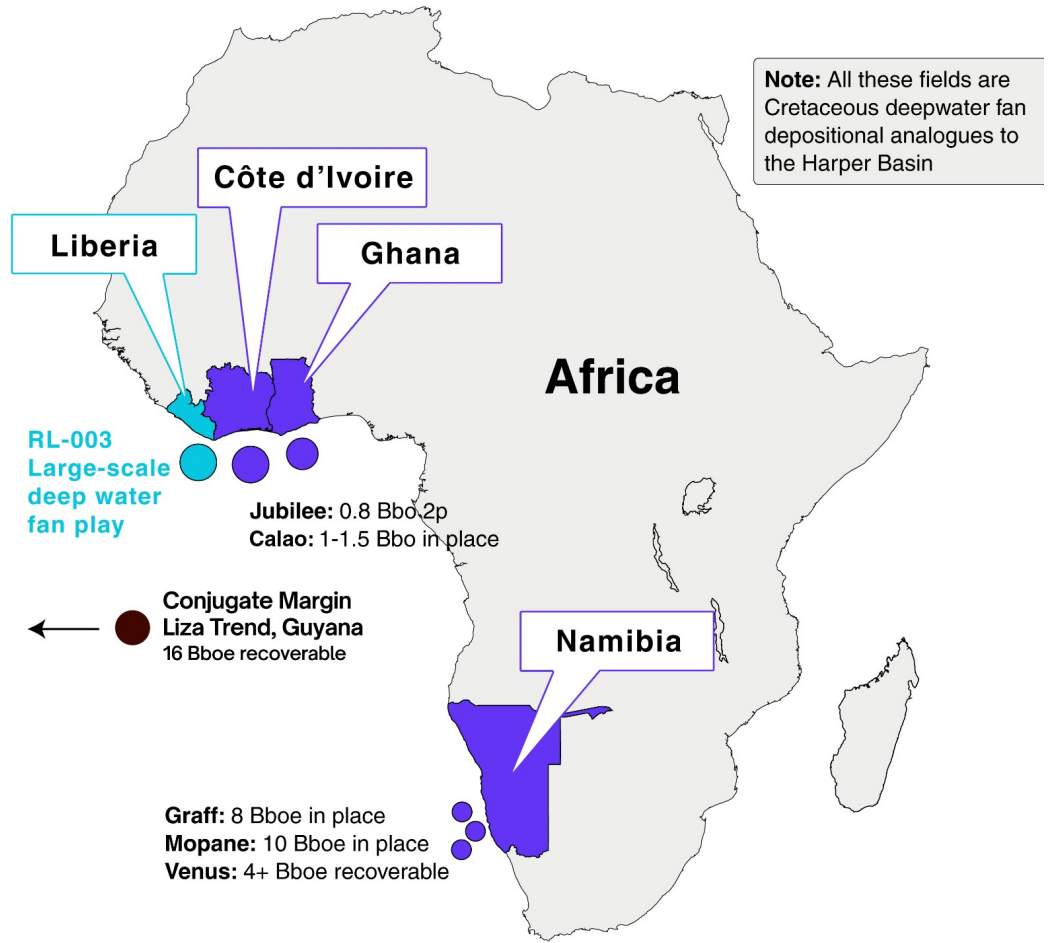 Note: All these fields are
Cretaceous deepwater fan
depositional analogues to
the Harper Basin
Côte d’Ivoire
Liberia
Ghana
Africa
RL-003
Large-scale
deep water
fan play
Jubilee: 0.8 Bbo 2p
Calao: 1-1.5 Bbo in place
Conjugate Margin
Liza Trend, Guyana
16 Bboe recoverable
Namibia
Graff: 8 Bboe in place
Mopane: 10 Bboe in place
Venus: 4+ Bboe recoverable